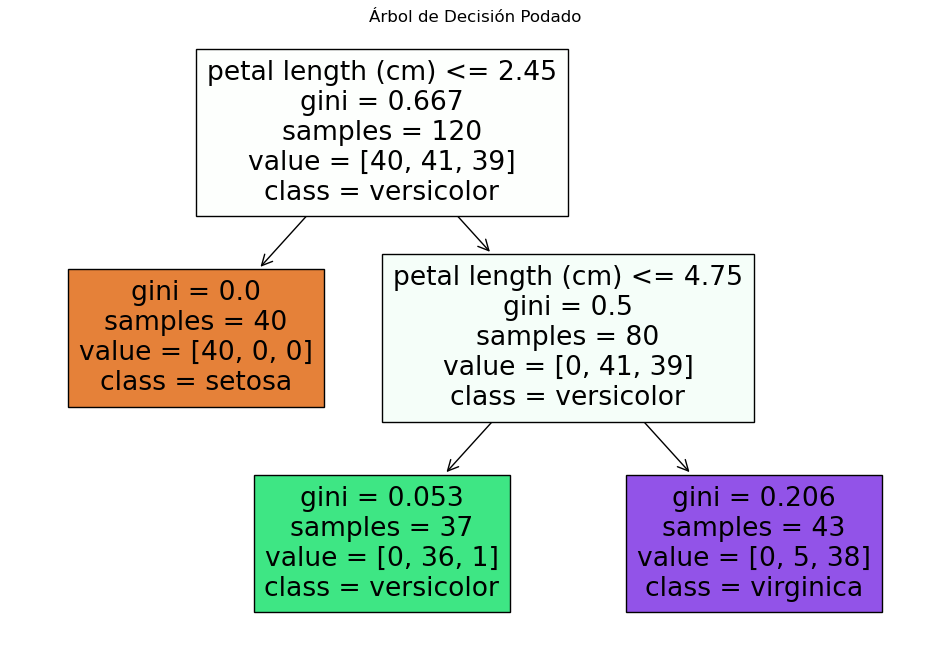 Árbol de Decisión Podado
petal length (cm) <= 2.45
gini = 0.667
samples = 120
value = [40, 41, 39]
class = versicolor
gini = 0.0
samples = 40
value = [40, 0, 0]
class = setosa
petal length (cm) <= 4.75
gini = 0.5
samples = 80
value = [0, 41, 39]
class = versicolor
gini = 0.053
samples = 37
value = [0, 36, 1]
class = versicolor
gini = 0.206
samples = 43
value = [0, 5, 38]
class = virginica